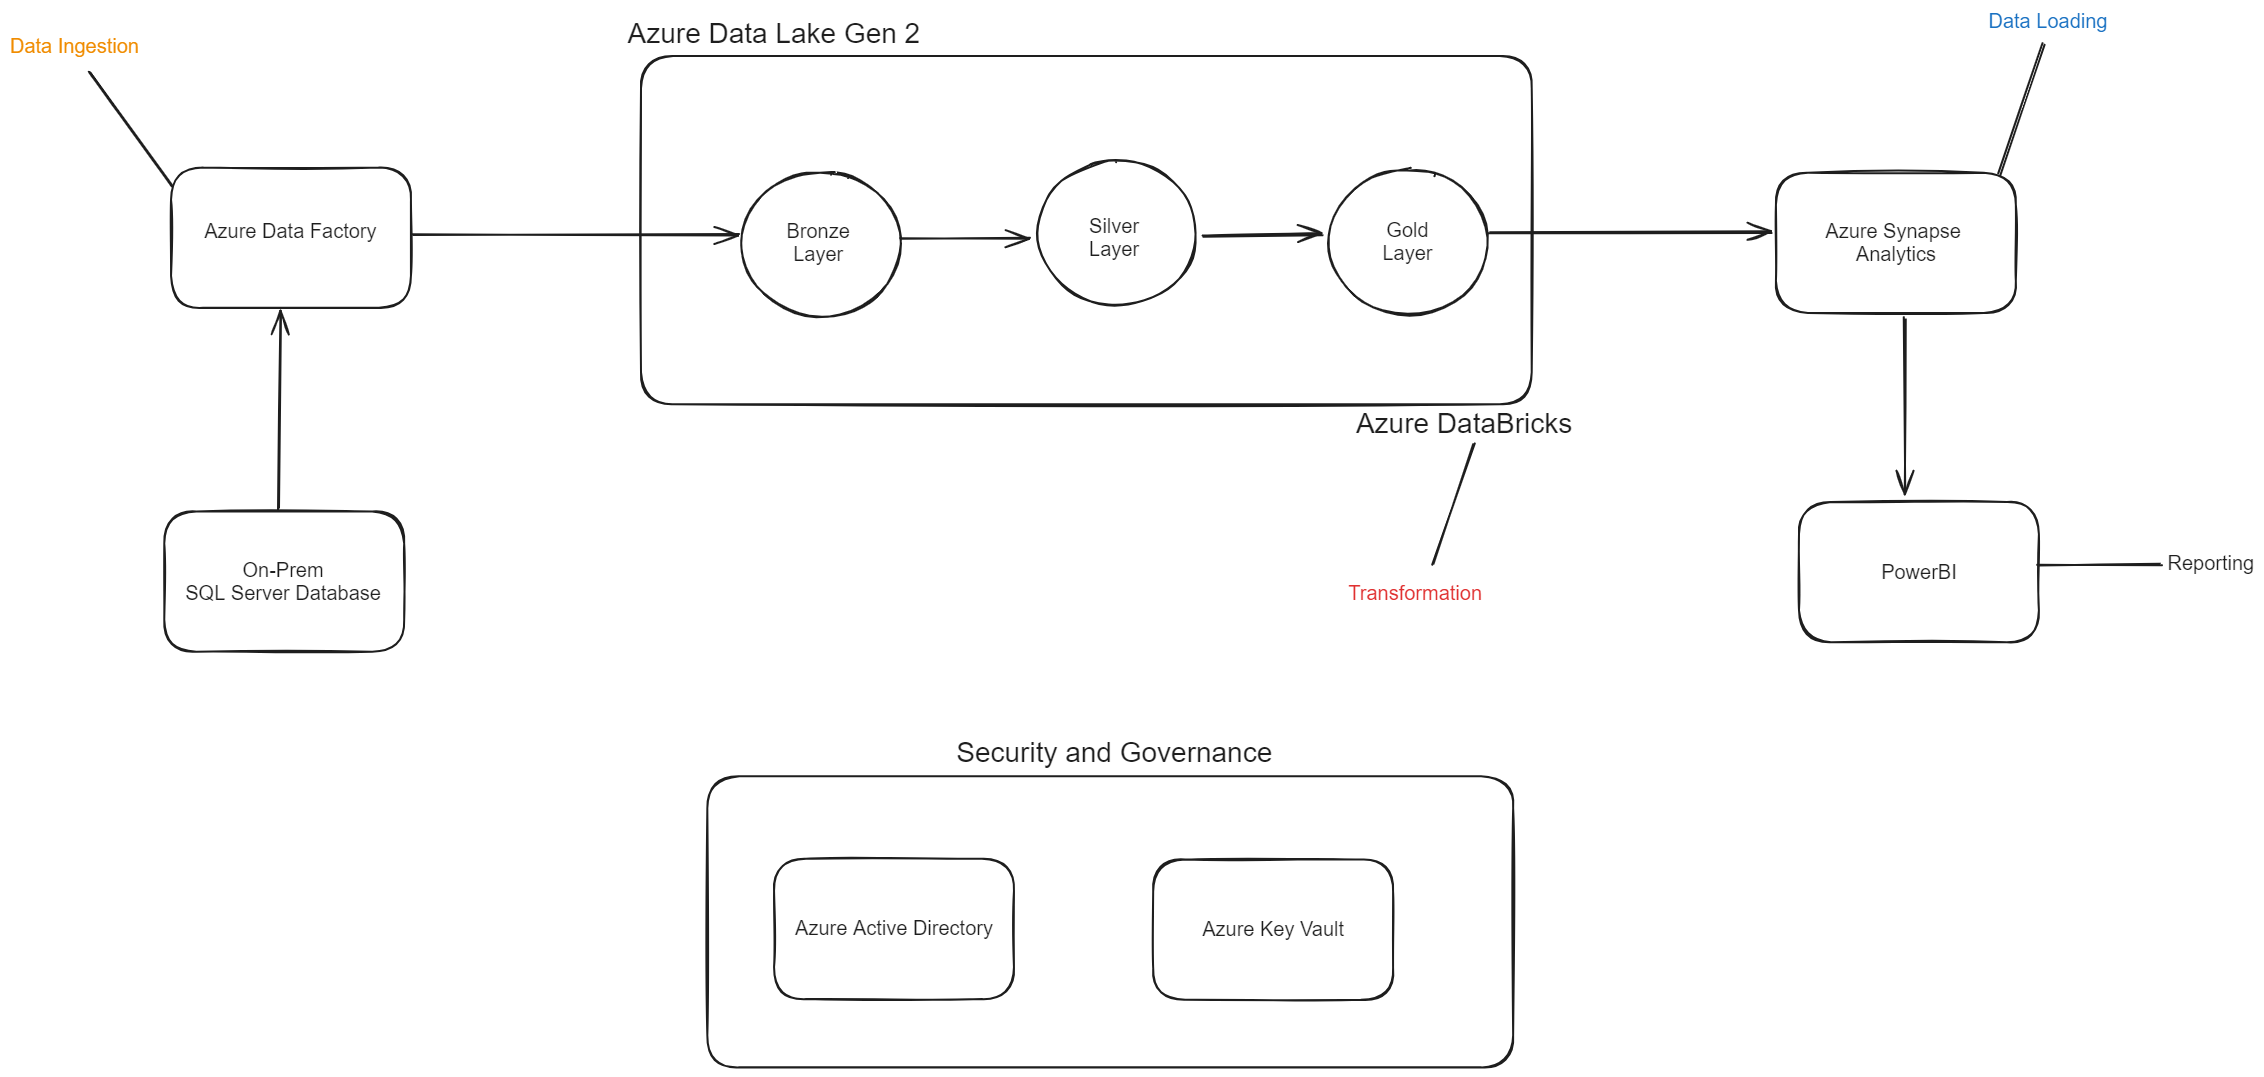 Data Ingestion
Azure Data Lake Gen 2
Data Loading
Azure Data Factory
Bronze
Layer
Silver
Layer
Gold
Layer
Azure Synapse
Analytics
Azure DataBricks
On-Prem
SQL Server Database
Transformation
PowerBI
Reporting
Security and Governance
Azure Active Directory
Azure Key Vault